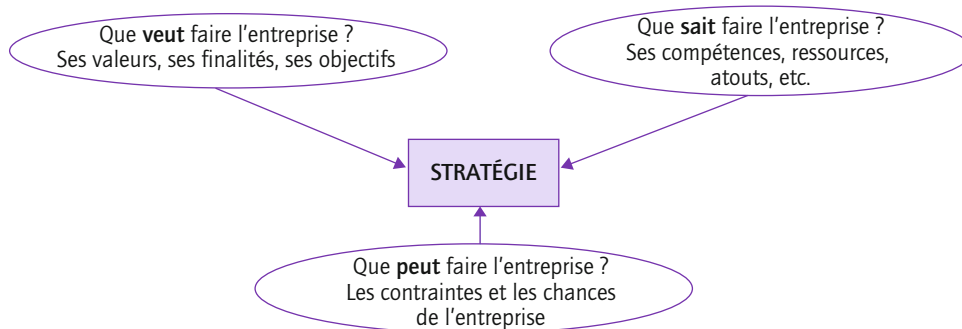 Que veut faire l'entreprise ?
Ses valeurs, ses finalités, ses objectifs
Que sait faire l'entreprise ?
Ses compétences, ressources,
atouts, etc.
STRATÉGIE
Que peut faire l'entreprise ?
Les contraintes et les chances
de l'entreprise